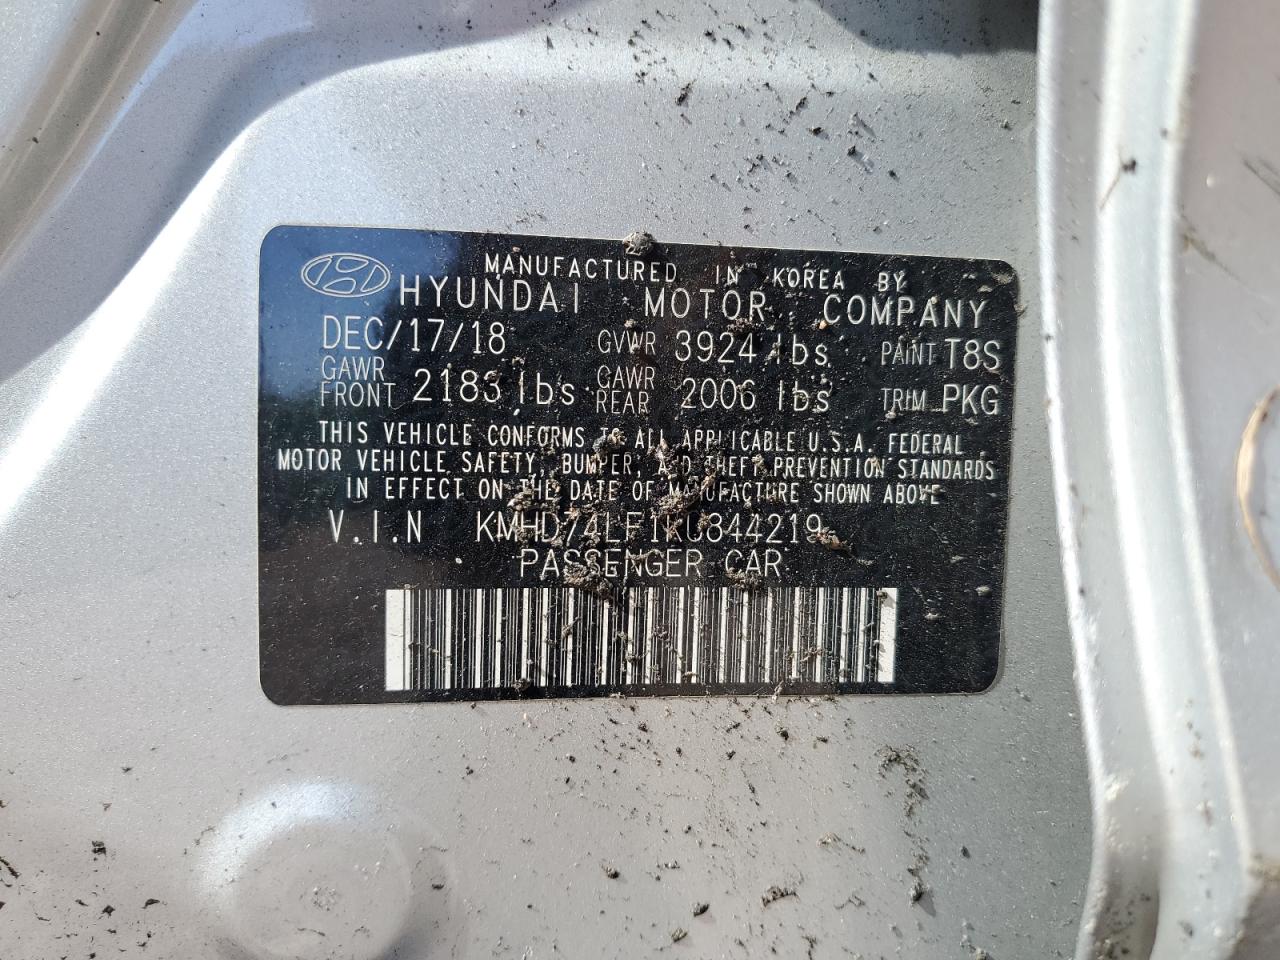 MANUFACTURED IN KOREA BY
HYUNDAI MOTOR COMPANY
DEC/17/18 GVWR 3924 lbs PAINT T8S
GAWR FRONT 2183 lbs GAWR REAR 2006 lbs TRIM PKG
THIS VEHICLE CONFORMS TO ALL APPLICABLE U.S.A. FEDERAL
MOTOR VEHICLE SAFETY, BUMPER, AND THEFT PREVENTION STANDARDS
IN EFFECT ON THE DATE OF MANUFACTURE SHOWN ABOVE
V.I.N KMHD74LF1KU844219
PASSENGER CAR